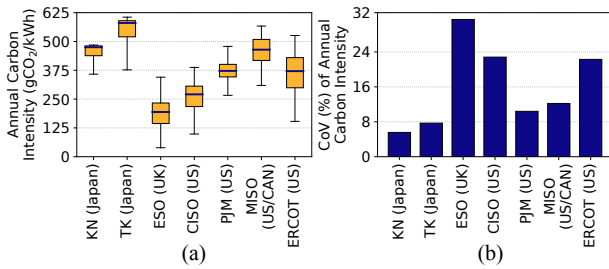 Annual Carbon
Intensity (gCO₂/kWh)
625
500
375
250
125
0
KN (Japan)
TK (Japan)
ESO (UK)
CISO (US)
PJM (US)
MISO
(US/CAN)
ERCOT (US)
(a)
CoV (%) of Annual
Carbon Intensity
32
24
16
8
0
KN (Japan)
TK (Japan)
ESO (UK)
CISO (US)
PJM (US)
MISO
(US/CAN)
ERCOT (US)
(b)